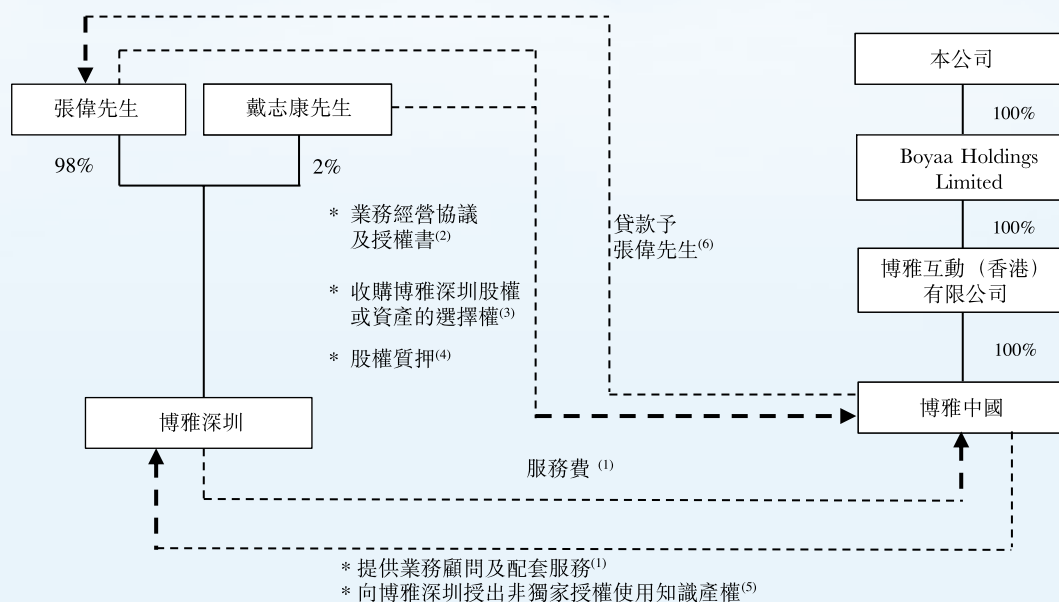 本公司
張偉先生
戴志康先生
100%
98%
2%
Boyaa Holdings
Limited
* 業務經營協議
及授權書(2)
貸款予
張偉先生(6)
100%
博雅互動（香港）
有限公司
* 收購博雅深圳股權
或資產的選擇權(3)
* 股權質押(4)
100%
博雅深圳
博雅中國
服務費 (1)
* 提供業務顧問及配套服務(1)
* 向博雅深圳授出非獨家授權使用知識產權(5)